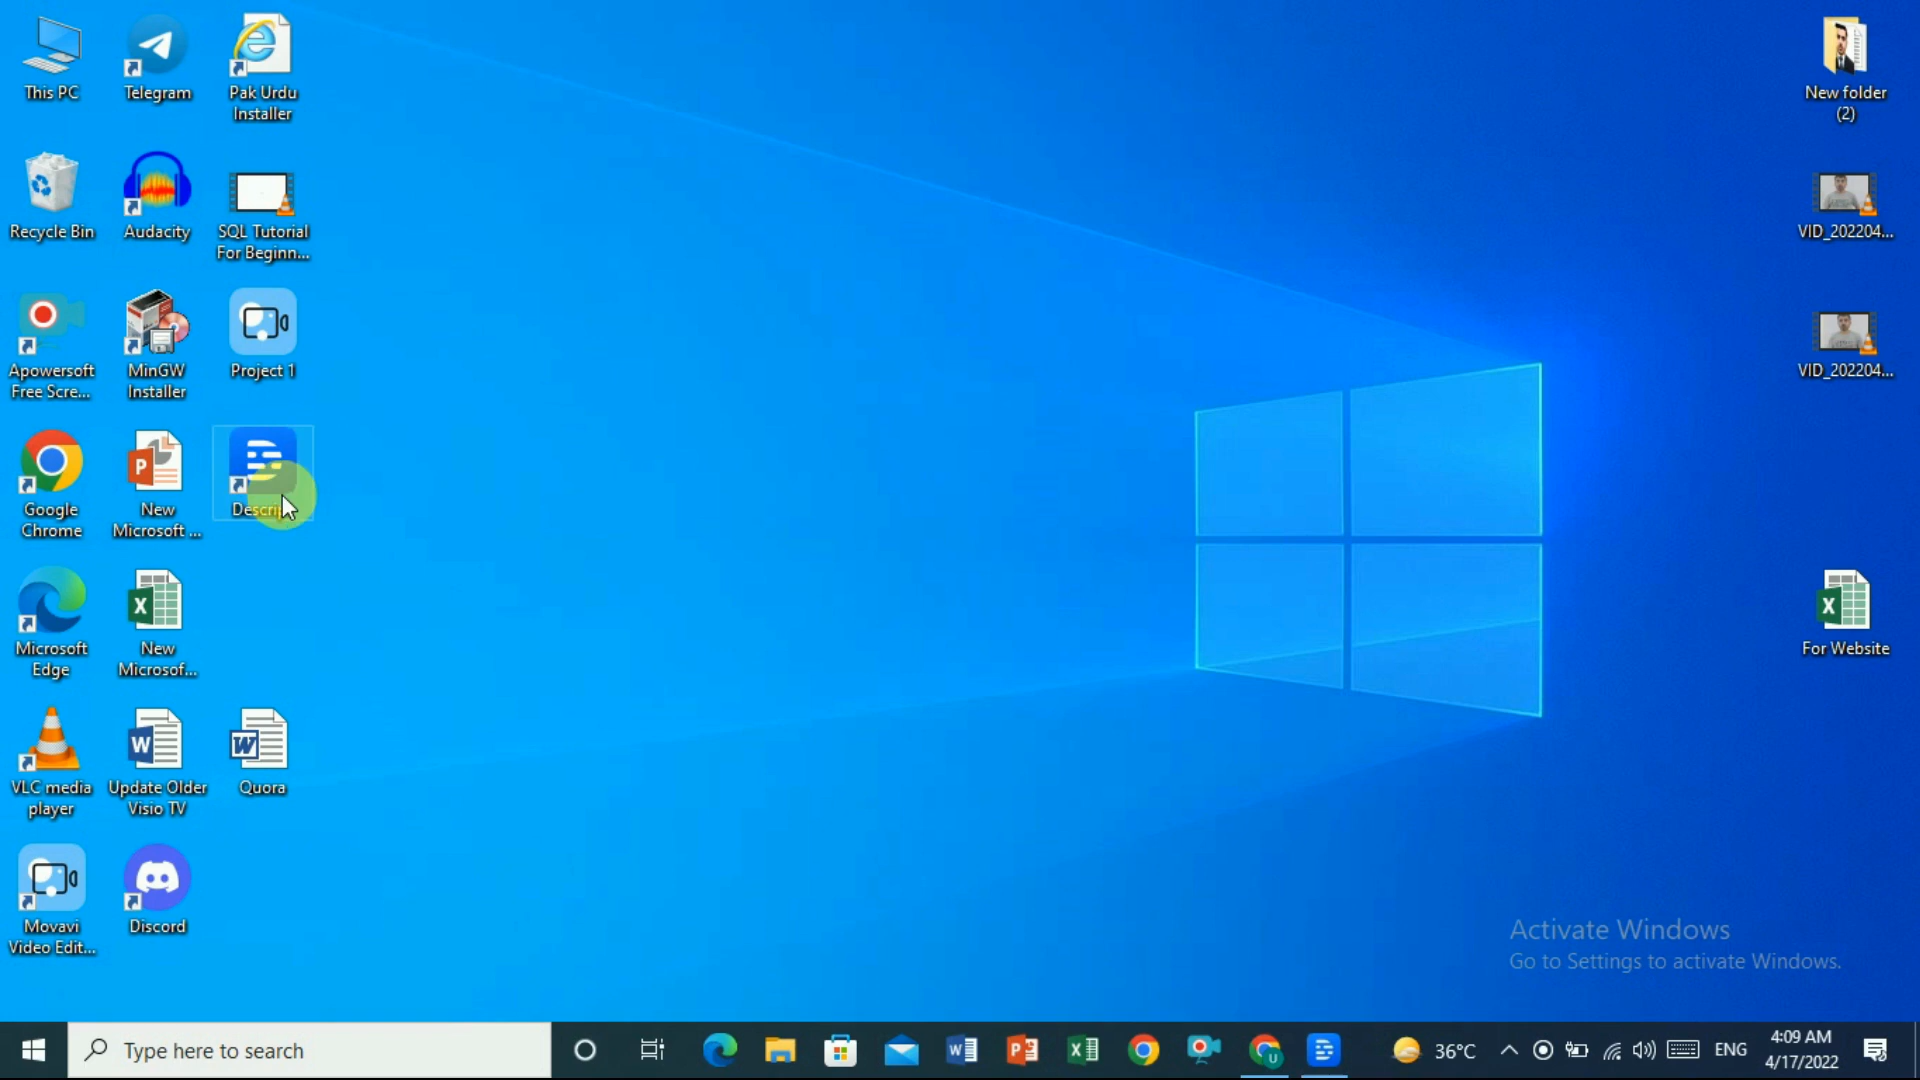 This PC
Telegram
Pak Urdu
Installer
New folder
(2)
Recycle Bin
Audacity
SQL Tutorial
For Beginn...
VID_202204...
Apowersoft
Free Scre...
MinGW
Installer
Project 1
VID_202204...
Google
Chrome
New
Microsoft ...
Microsoft
Edge
New
Microsof...
For Website
VLC media
player
Update Older
Visio TV
Quora
Movavi
Video Edit...
Discord
Activate Windows
Go to Settings to activate Windows.
Type here to search
36°C
ENG
4:09 AM
4/17/2022